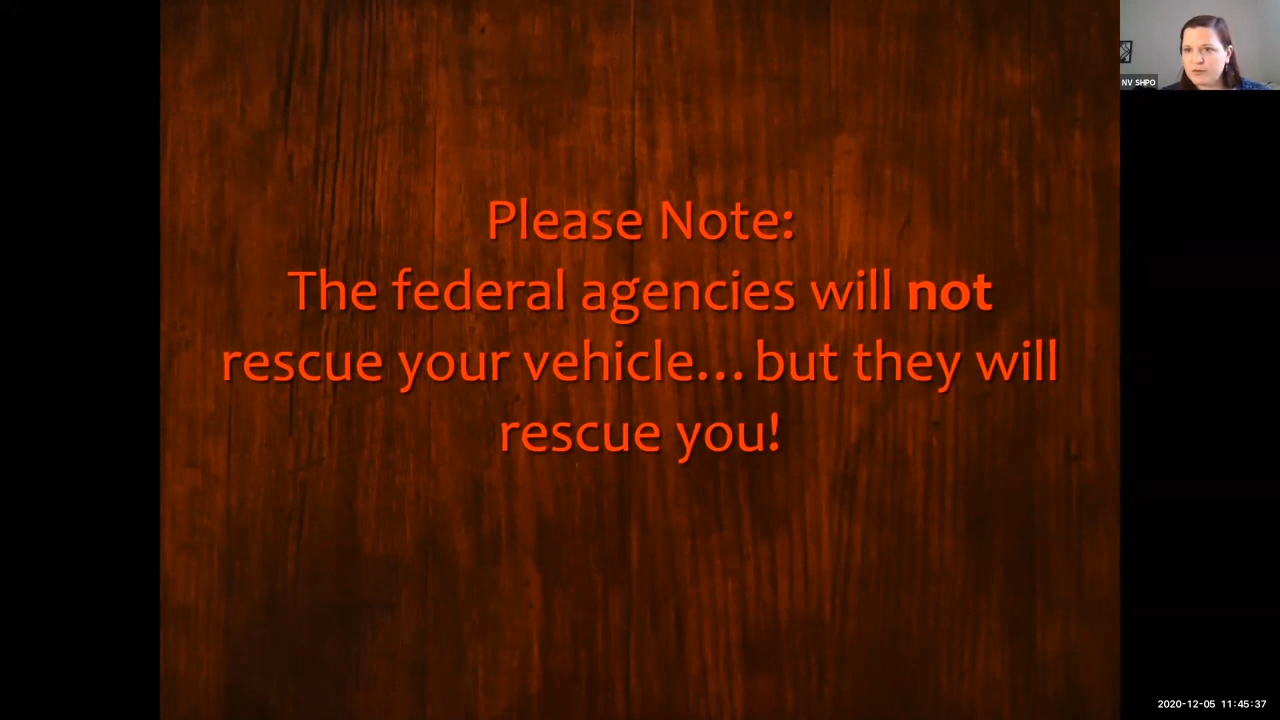 NV SHPO
Please Note:
The federal agencies will not
rescue your vehicle... but they will
rescue you!
2020-12-05 11:45:37